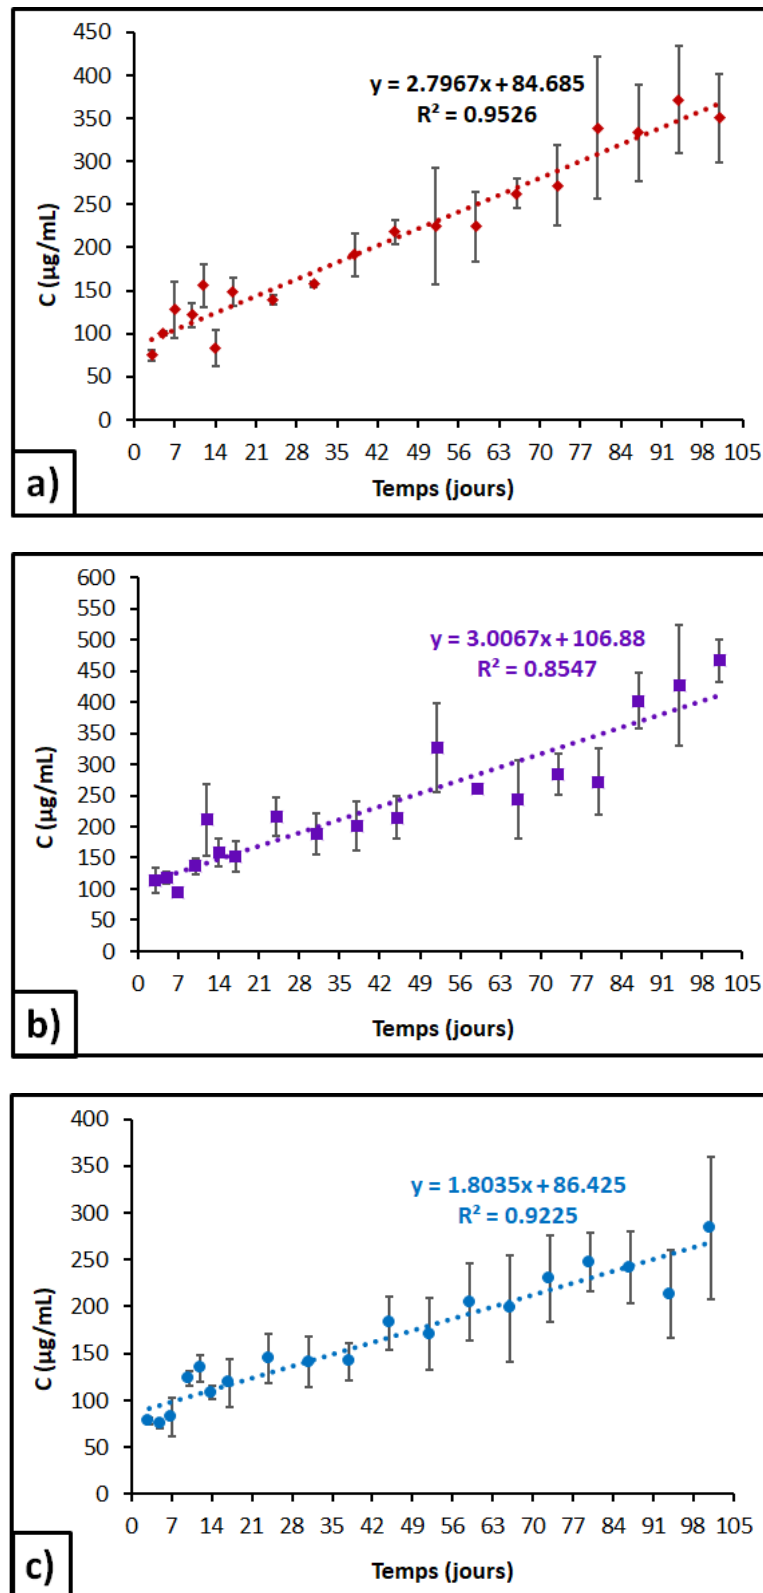 450
400
350
300
250
200
150
100
50
0
C (µg/mL)
y = 2.7967x + 84.685
R² = 0.9526
0 7 14 21 28 35 42 49 56 63 70 77 84 91 98 105
Temps (jours)
a)
600
550
500
450
400
350
300
250
200
150
100
50
0
C (µg/mL)
y = 3.0067x + 106.88
R² = 0.8547
0 7 14 21 28 35 42 49 56 63 70 77 84 91 98 105
Temps (jours)
b)
400
350
300
250
200
150
100
50
0
C (µg/mL)
y = 1.8035x + 86.425
R² = 0.9225
0 7 14 21 28 35 42 49 56 63 70 77 84 91 98 105
Temps (jours)
c)